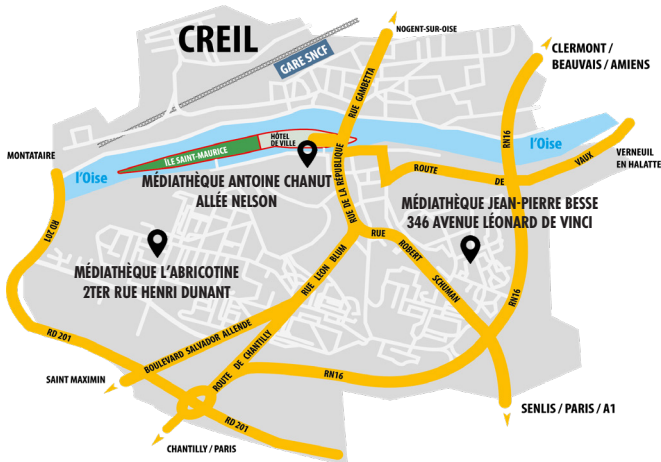 CREIL
GARE SNCF
NOGENT-SUR-OISE
RUE GAMBETTA
CLERMONT /
BEAUVAIS / AMIENS
RN16
l'Oise
HÔTEL
DE VILLE
ÎLE SAINT-MAURICE
MONTATAIRE
l'Oise
MÉDIATHÈQUE ANTOINE CHANUT
ALLÉE NELSON
RUE DE LA RÉPUBLIQUE
ROUTE DE VAUX
VERNEUIL
EN HALATTE
MÉDIATHÈQUE JEAN-PIERRE BESSE
346 AVENUE LÉONARD DE VINCI
RD 201
MÉDIATHÈQUE L'ABRICOTINE
2TER RUE HENRI DUNANT
RUE LEON BLUM
RUE ROBERT SCHUMAN
RN16
RD 201
BOULEVARD SALVADOR ALLENDE
ROUTE DE CHANTILLY
RN16
SAINT MAXIMIN
RD 201
SENLIS / PARIS / A1
CHANTILLY / PARIS